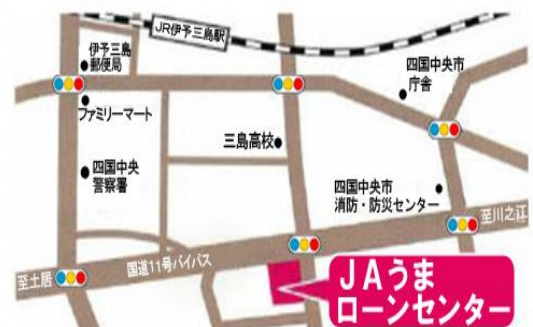 JR伊予三島駅
伊予三島
郵便局
四国中央市
庁舎
ファミリーマート
三島高校
四国中央
警察署
四国中央市
消防・防災センター
至川之江
国道11号バイパス
至土居
JAうま
ローンセンター